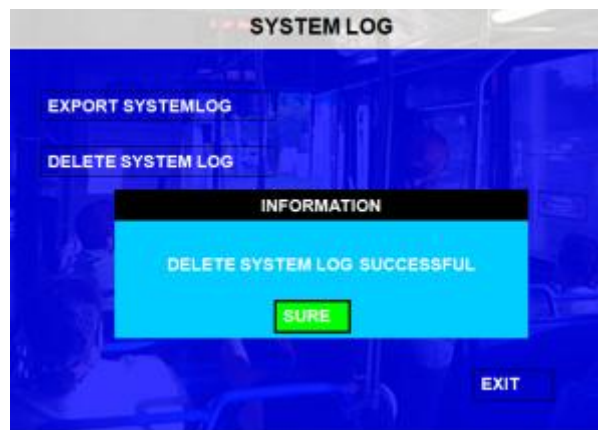 SYSTEM LOG
EXPORT SYSTEMLOG
DELETE SYSTEM LOG
INFORMATION
DELETE SYSTEM LOG SUCCESSFUL
SURE
EXIT